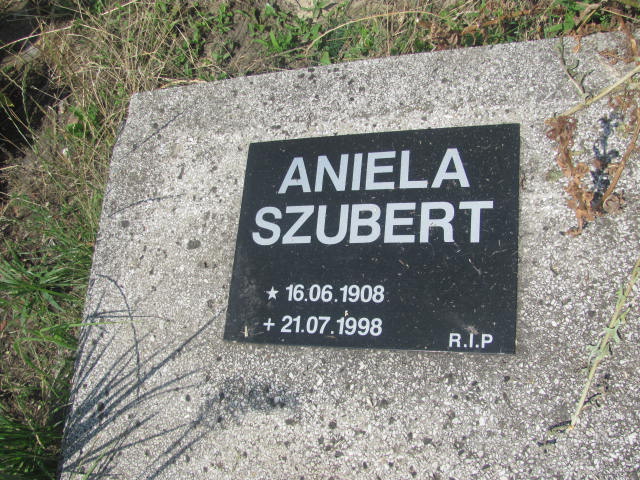 ANIELA
SZUBERT
★ 16.06.1908
+ 21.07.1998
R.I.P